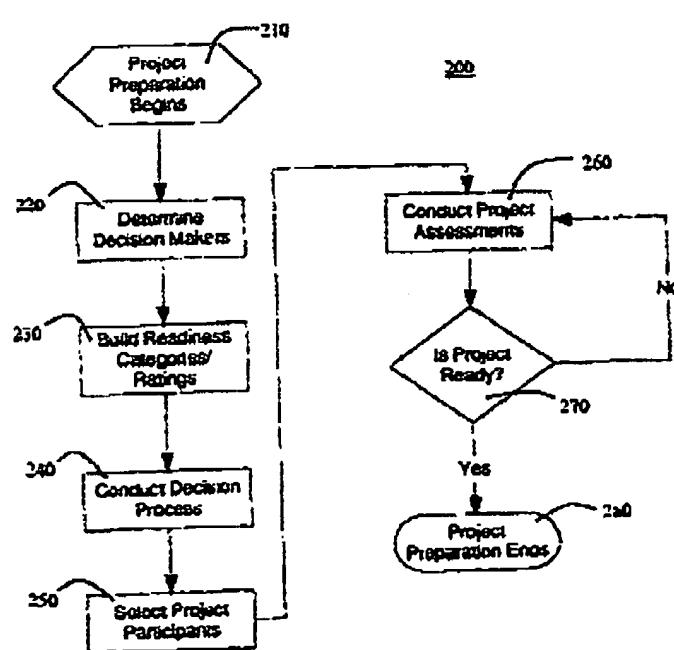 210
Project
Preparation
Begins
200
220
Determine
Decision Makers
230
Build Readiness
Categories/
Ratings
240
Conduct Decision
Process
250
Select Project
Participants
260
Conduct Project
Assessments
No
Is Project
Ready?
270
Yes
280
Project
Preparation Ends